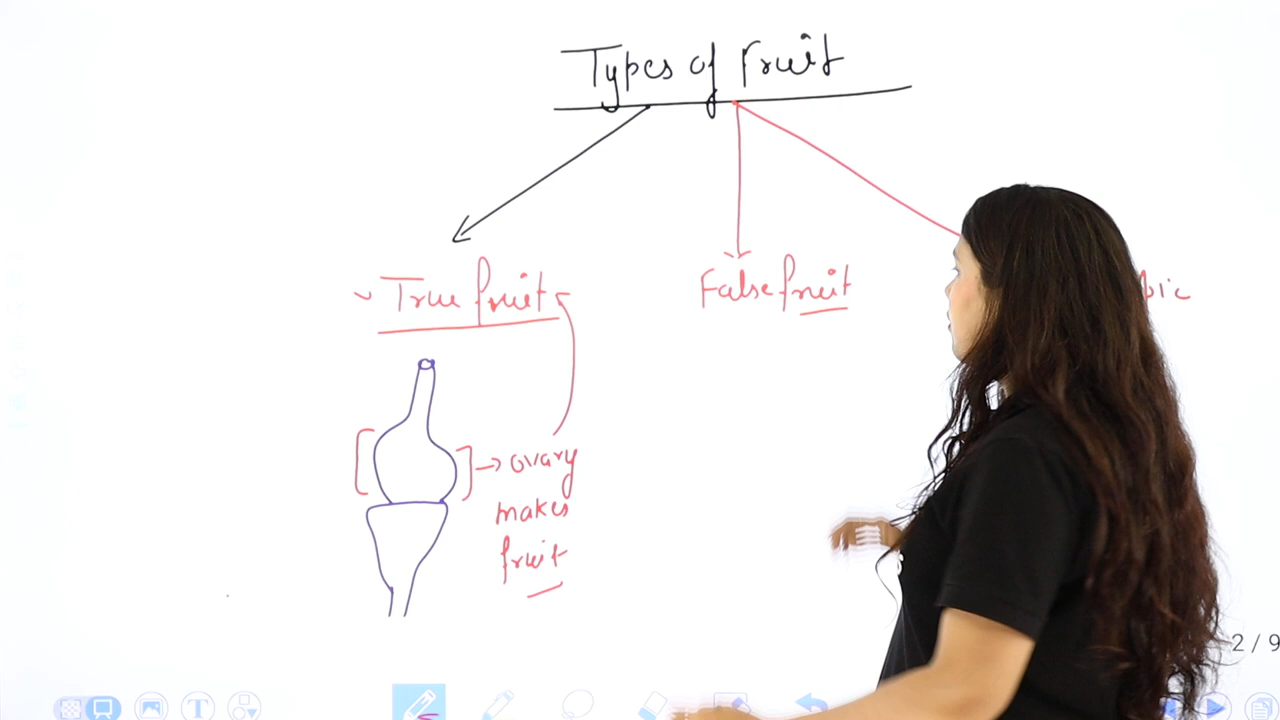 Types of fruit
True fruit
False fruit
ovary
makes
fruit
2 / 9
T